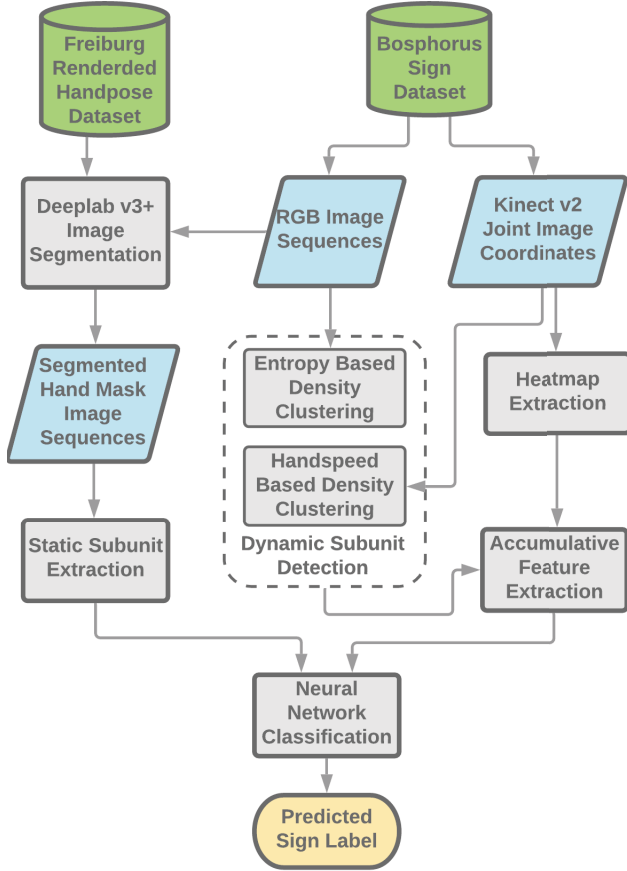 Freiburg
Renderded
Handpose
Dataset
Bosphorus
Sign
Dataset
Deeplab v3+
Image
Segmentation
RGB Image
Sequences
Kinect v2
Joint Image
Coordinates
Segmented
Hand Mask
Image
Sequences
Entropy Based
Density
Clustering
Heatmap
Extraction
Handspeed
Based Density
Clustering
Dynamic Subunit
Detection
Static Subunit
Extraction
Accumulative
Feature
Extraction
Neural
Network
Classification
Predicted
Sign Label